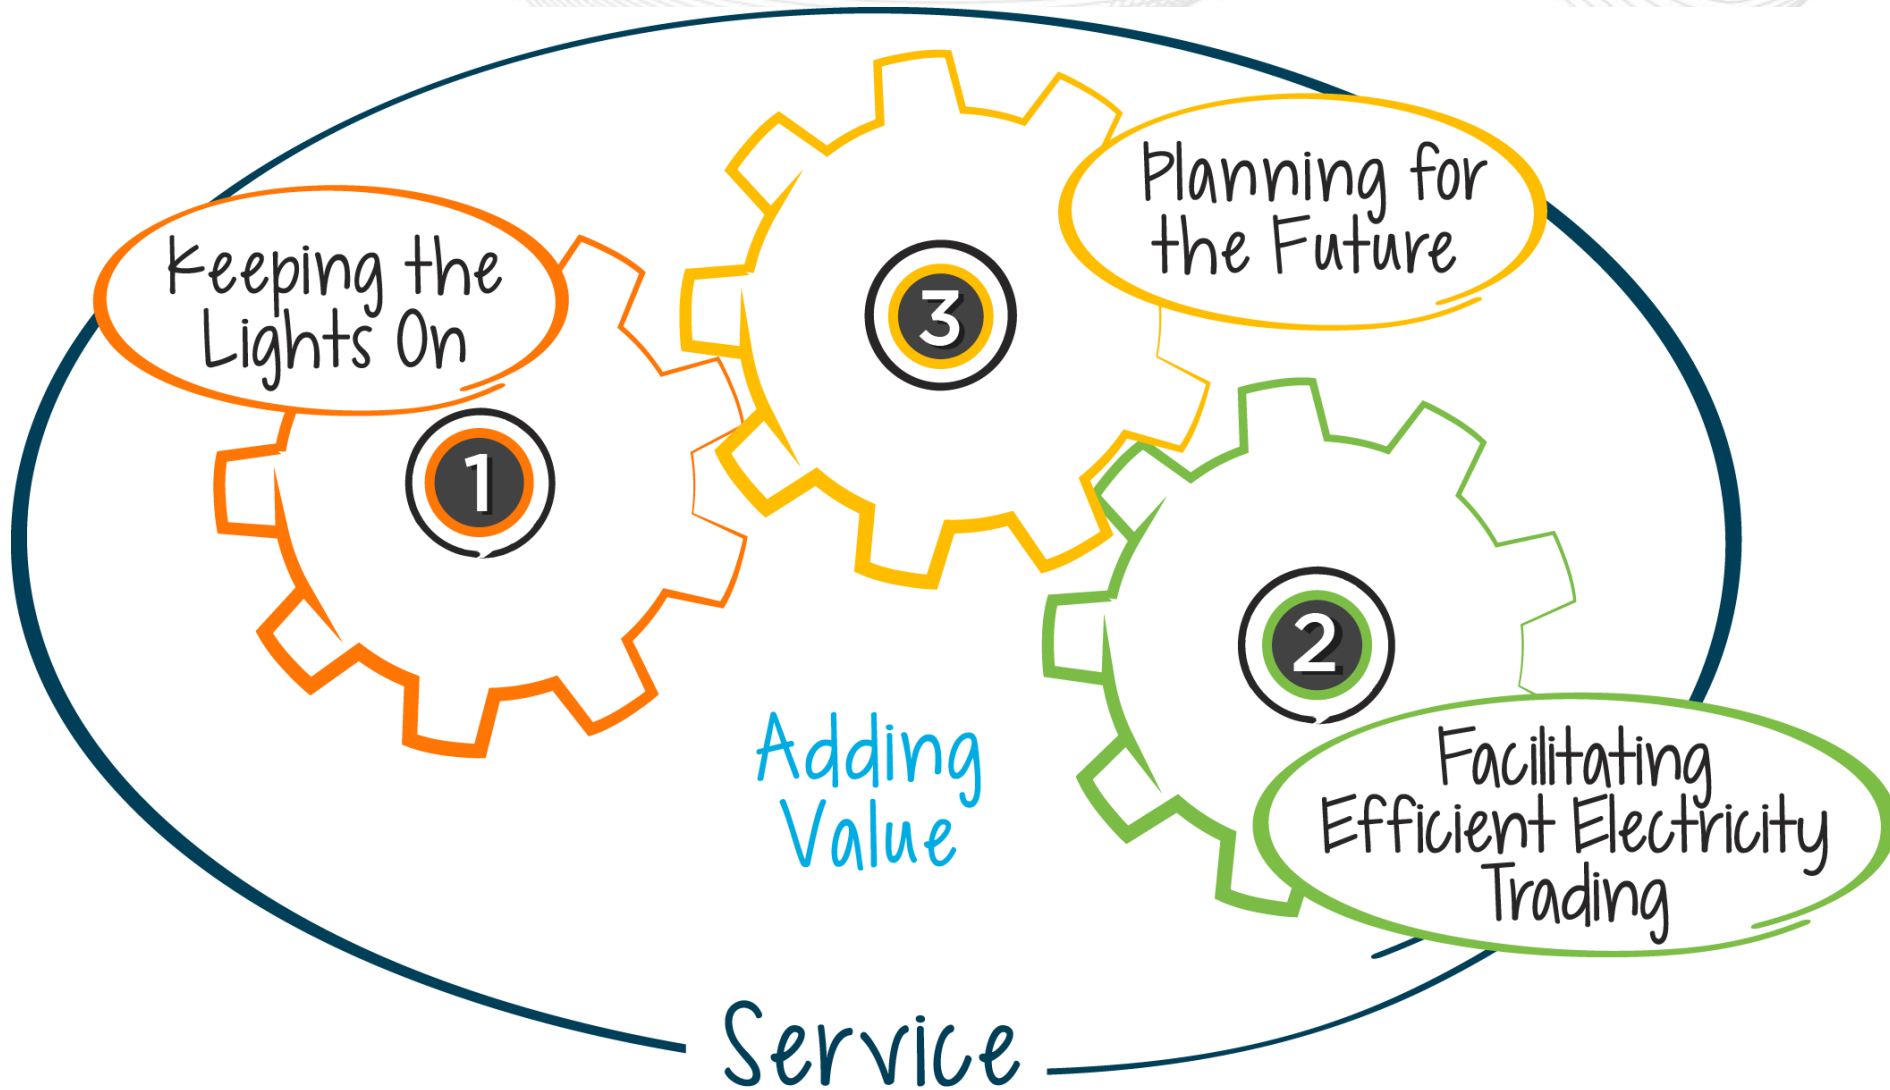 Keeping the
Lights On
1
3
Planning for
the Future
2
Facilitating
Efficient Electricity
Trading
Adding
Value
Service